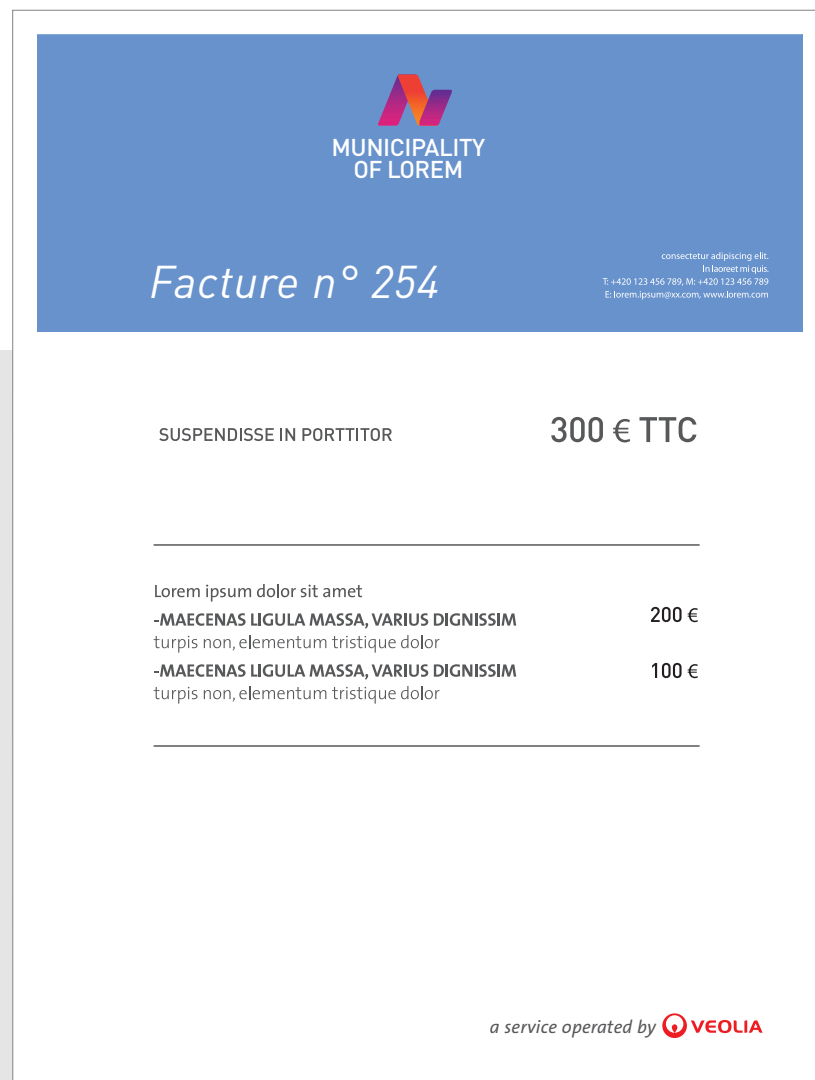 MUNICIPALITY
OF LOREM
Facture n° 254
consectetur adipiscing elit.
In laoreet mi quis.
T: +420 123 456 789, M: +420 123 456 789
E: lorem.ipsum@xx.com, www.lorem.com
SUSPENDISSE IN PORTTITOR 300 € TTC
Lorem ipsum dolor sit amet
-MAECENAS LIGULA MASSA, VARIUS DIGNISSIM 200 €
turpis non, elementum tristique dolor
-MAECENAS LIGULA MASSA, VARIUS DIGNISSIM 100 €
turpis non, elementum tristique dolor
a service operated by VEOLIA